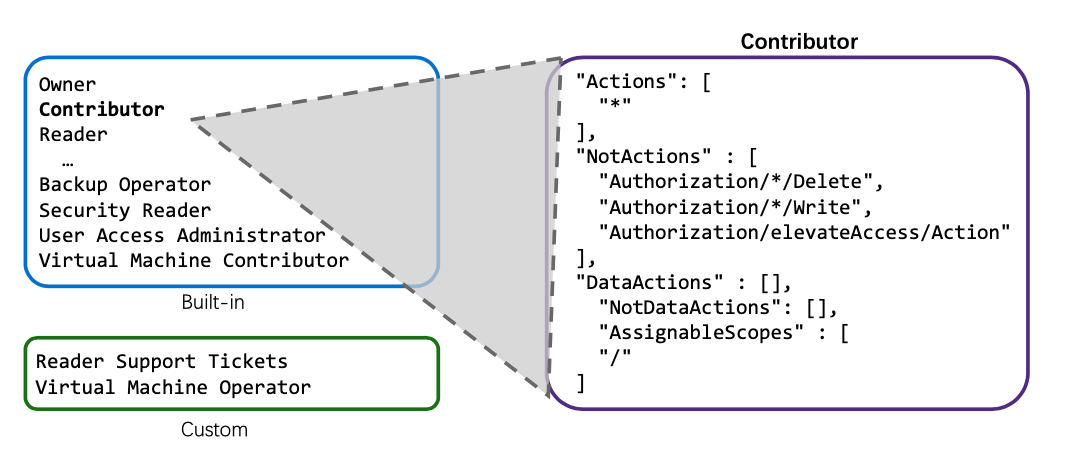 Owner
Contributor
Reader
…
Backup Operator
Security Reader
User Access Administrator
Virtual Machine Contributor
Built-in
Reader Support Tickets
Virtual Machine Operator
Custom
Contributor
"Actions": [
"*"
],
"NotActions" : [
"Authorization/*/Delete",
"Authorization/*/Write",
"Authorization/elevateAccess/Action"
],
"DataActions" : [],
"NotDataActions": [],
"AssignableScopes" : [
"/"
]